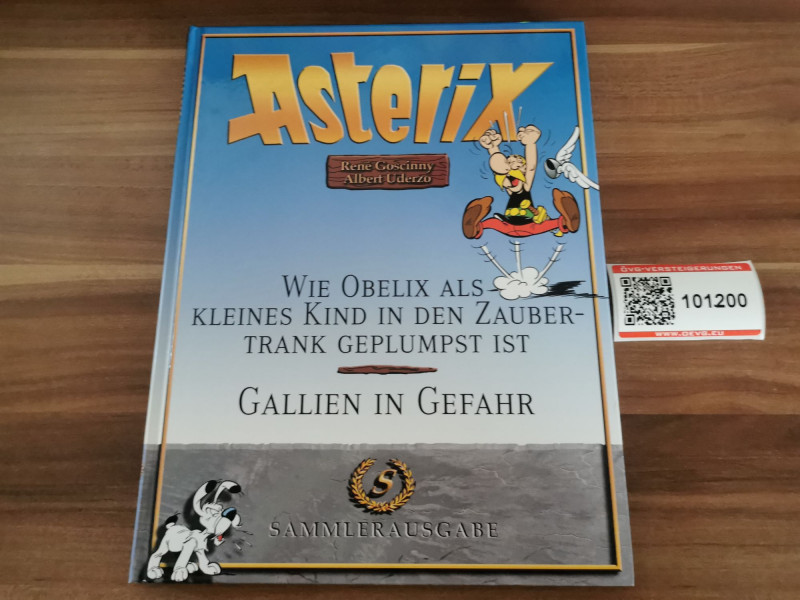 Asterix
René Goscinny
Albert Uderzo
WIE OBELIX ALS
KLEINES KIND IN DEN ZAUBER-
TRANK GEPLUMPST IST
GALLIEN IN GEFAHR
S
SAMMLERAUSGABE
ÖVG-VERSTEIGERUNGEN
101200
WWW.OEVG.EU